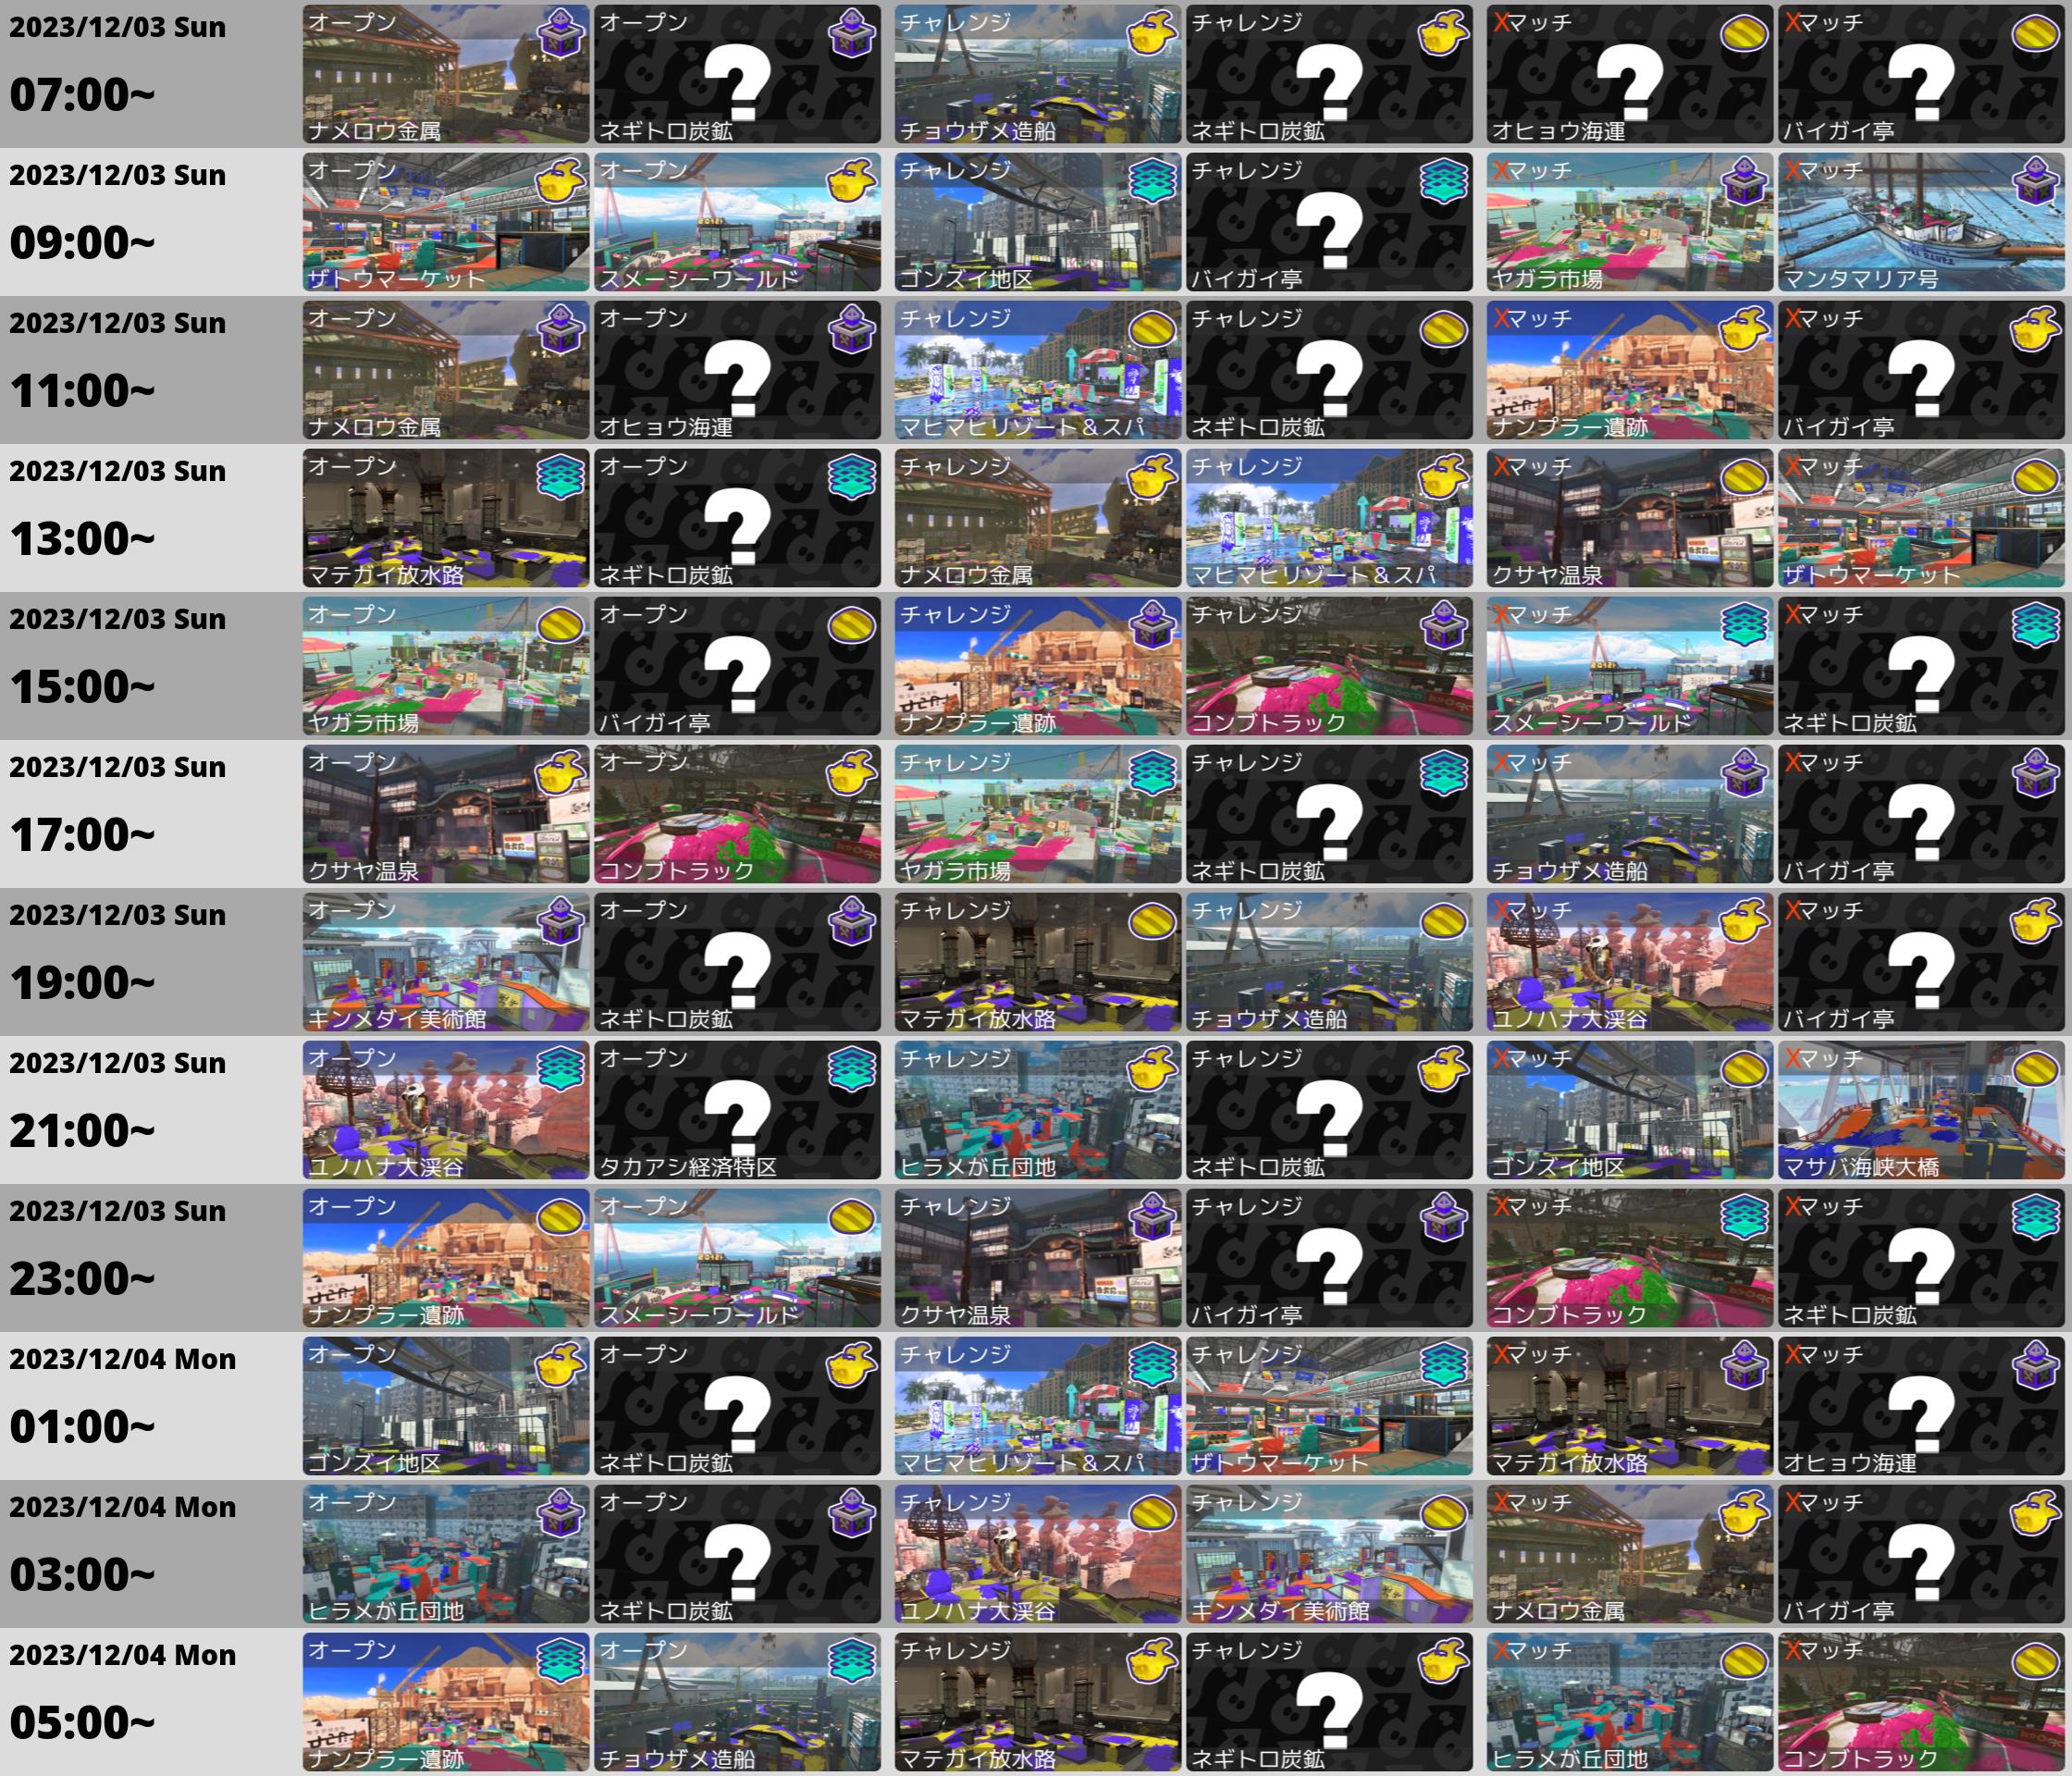 2023/12/03 Sun
07:00~
オープン
ナメロウ金属
オープン
ネギトロ炭鉱
チャレンジ
チョウザメ造船
チャレンジ
ネギトロ炭鉱
Xマッチ
オヒョウ海運
Xマッチ
バイガイ亭
2023/12/03 Sun
09:00~
オープン
ザトウマーケット
オープン
スメーシーワールド
チャレンジ
ゴンズイ地区
チャレンジ
バイガイ亭
Xマッチ
ヤガラ市場
Xマッチ
マンタマリア号
2023/12/03 Sun
11:00~
オープン
ナメロウ金属
オープン
オヒョウ海運
チャレンジ
マヒマヒリゾート&スパ
チャレンジ
ネギトロ炭鉱
Xマッチ
ナンプラー遺跡
Xマッチ
バイガイ亭
2023/12/03 Sun
13:00~
オープン
マテガイ放水路
オープン
ネギトロ炭鉱
チャレンジ
ナメロウ金属
チャレンジ
マヒマヒリゾート&スパ
Xマッチ
クサヤ温泉
Xマッチ
ザトウマーケット
2023/12/03 Sun
15:00~
オープン
ヤガラ市場
オープン
バイガイ亭
チャレンジ
ナンプラー遺跡
チャレンジ
コンブトラック
Xマッチ
スメーシーワールド
Xマッチ
ネギトロ炭鉱
2023/12/03 Sun
17:00~
オープン
クサヤ温泉
オープン
コンブトラック
チャレンジ
ヤガラ市場
チャレンジ
ネギトロ炭鉱
Xマッチ
チョウザメ造船
Xマッチ
バイガイ亭
2023/12/03 Sun
19:00~
オープン
キンメダイ美術館
オープン
ネギトロ炭鉱
チャレンジ
マテガイ放水路
チャレンジ
チョウザメ造船
Xマッチ
ユノハナ大渓谷
Xマッチ
バイガイ亭
2023/12/03 Sun
21:00~
オープン
ユノハナ大渓谷
オープン
タカアシ経済特区
チャレンジ
ヒラメが丘団地
チャレンジ
ネギトロ炭鉱
Xマッチ
ゴンズイ地区
Xマッチ
マサバ海峡大橋
2023/12/03 Sun
23:00~
オープン
ナンプラー遺跡
オープン
スメーシーワールド
チャレンジ
クサヤ温泉
チャレンジ
バイガイ亭
Xマッチ
コンブトラック
Xマッチ
ネギトロ炭鉱
2023/12/04 Mon
01:00~
オープン
ゴンズイ地区
オープン
ネギトロ炭鉱
チャレンジ
マヒマヒリゾート&スパ
チャレンジ
ザトウマーケット
Xマッチ
マテガイ放水路
Xマッチ
オヒョウ海運
2023/12/04 Mon
03:00~
オープン
ヒラメが丘団地
オープン
ネギトロ炭鉱
チャレンジ
ユノハナ大渓谷
チャレンジ
キンメダイ美術館
Xマッチ
ナメロウ金属
Xマッチ
バイガイ亭
2023/12/04 Mon
05:00~
オープン
ナンプラー遺跡
オープン
チョウザメ造船
チャレンジ
マテガイ放水路
チャレンジ
ネギトロ炭鉱
Xマッチ
ヒラメが丘団地
Xマッチ
コンブトラック